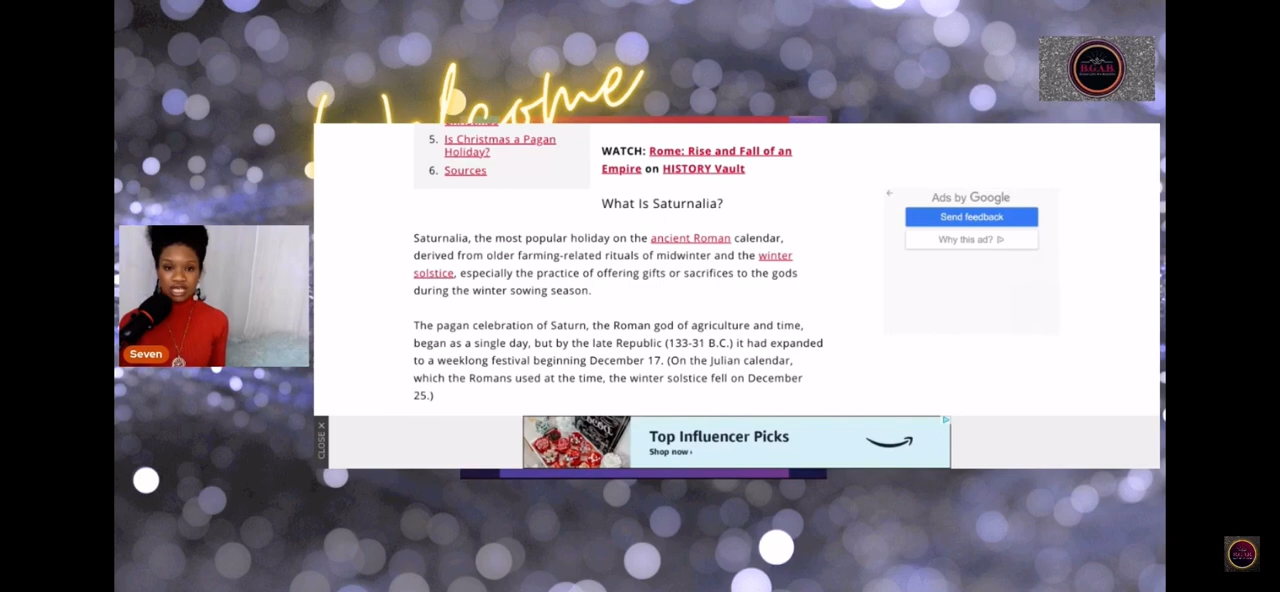 Welcome
B.G.A.B
5. Is Christmas a Pagan
Holiday?
6. Sources
WATCH: Rome: Rise and Fall of an
Empire on HISTORY Vault
What Is Saturnalia?
Saturnalia, the most popular holiday on the ancient Roman calendar,
derived from older farming-related rituals of midwinter and the winter
solstice, especially the practice of offering gifts or sacrifices to the gods
during the winter sowing season.
The pagan celebration of Saturn, the Roman god of agriculture and time,
began as a single day, but by the late Republic (133-31 B.C.) it had expanded
to a weeklong festival beginning December 17. (On the Julian calendar,
which the Romans used at the time, the winter solstice fell on December
25.)
Ads by Google
Send feedback
Why this ad?
Seven
CLOSE X
Top Influencer Picks
Shop now ›